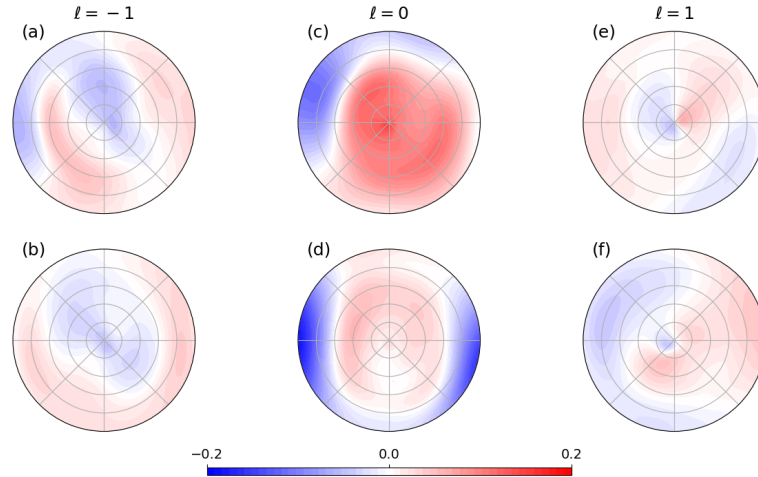 ℓ = −1 ℓ = 0 ℓ = 1
(a) (c) (e)
(b) (d) (f)
−0.2 0.0 0.2